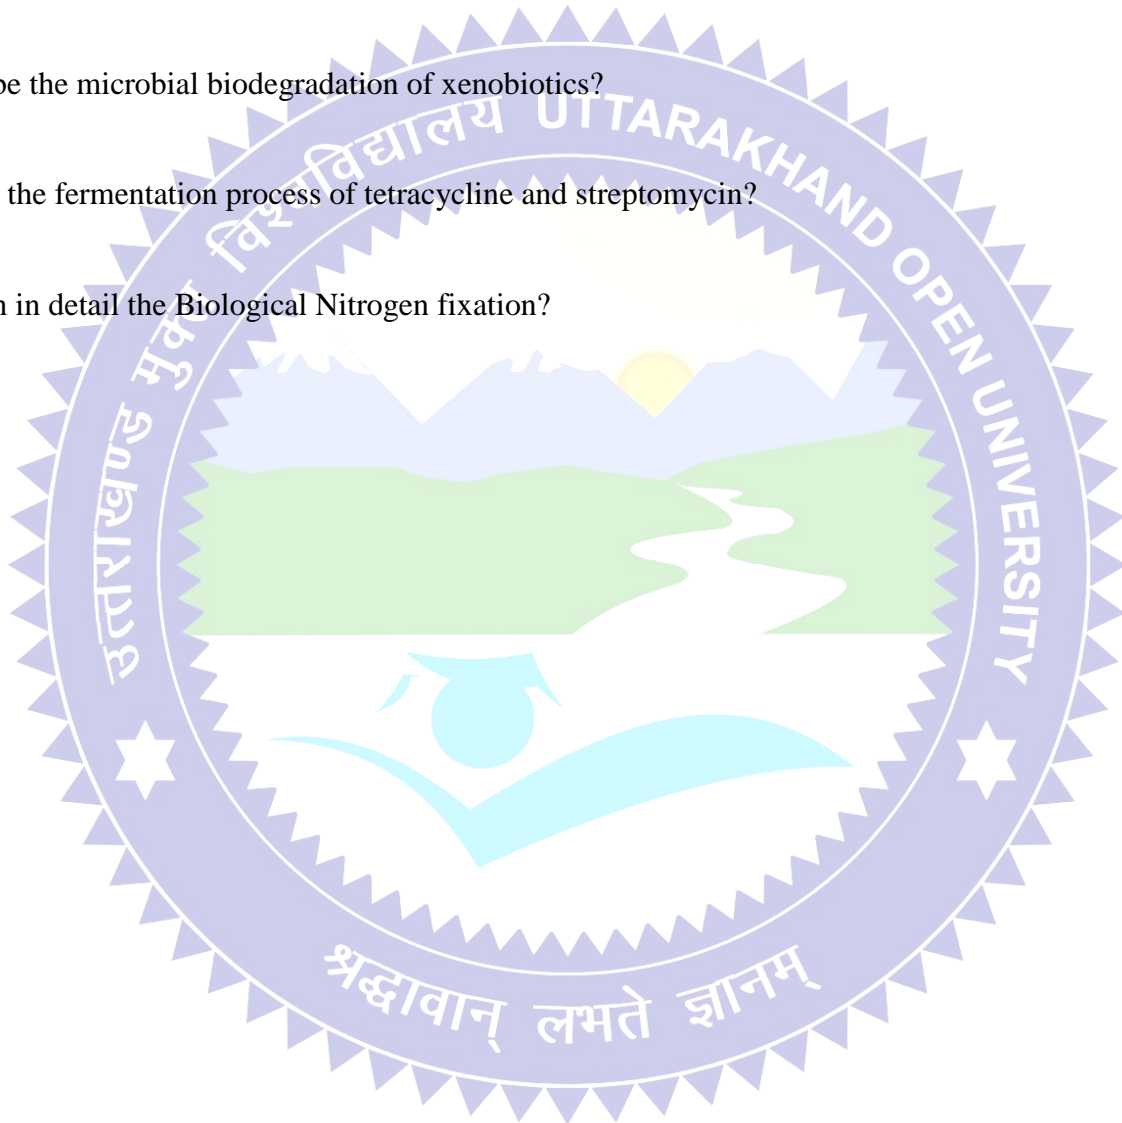 be the microbial biodegradation of xenobiotics?
the fermentation process of tetracycline and streptomycin?
n in detail the Biological Nitrogen fixation?
उत्तराखण्ड मुक्त विश्वविद्यालय UTTARAKHAND OPEN UNIVERSITY
श्रद्धावान् लभते ज्ञानम्